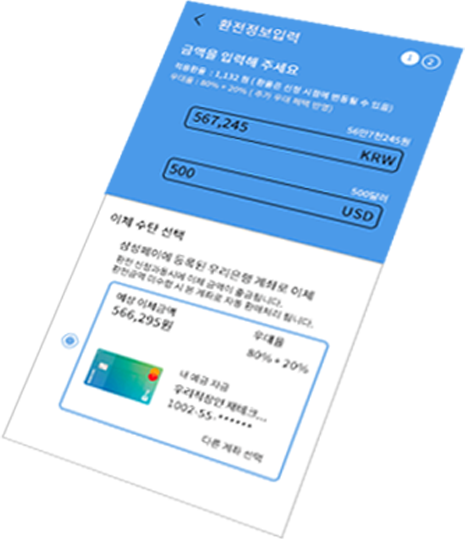 환전정보입력
1 2
금액을 입력해 주세요
적용환율 : 1,132 원 ( 환율은 신청 시점에 변동될 수 있음)
우대율 : 80% + 20% ( 추가 우대 혜택 반영)
56만7천245원
567,245 KRW
500달러
500 USD
이체 수단 선택
삼성페이에 등록된 우리은행 계좌로 이체
환전 신청과동시에 이체 금액이 출금됩니다.
환전금액 미수령 시 본 계좌로 자동 환매처리 됩니다.
예상 이체금액 우대율
566,295원 80% + 20%
내 예금 자금
우리직장인 재테크...
1002-55-******
다른 계좌 선택